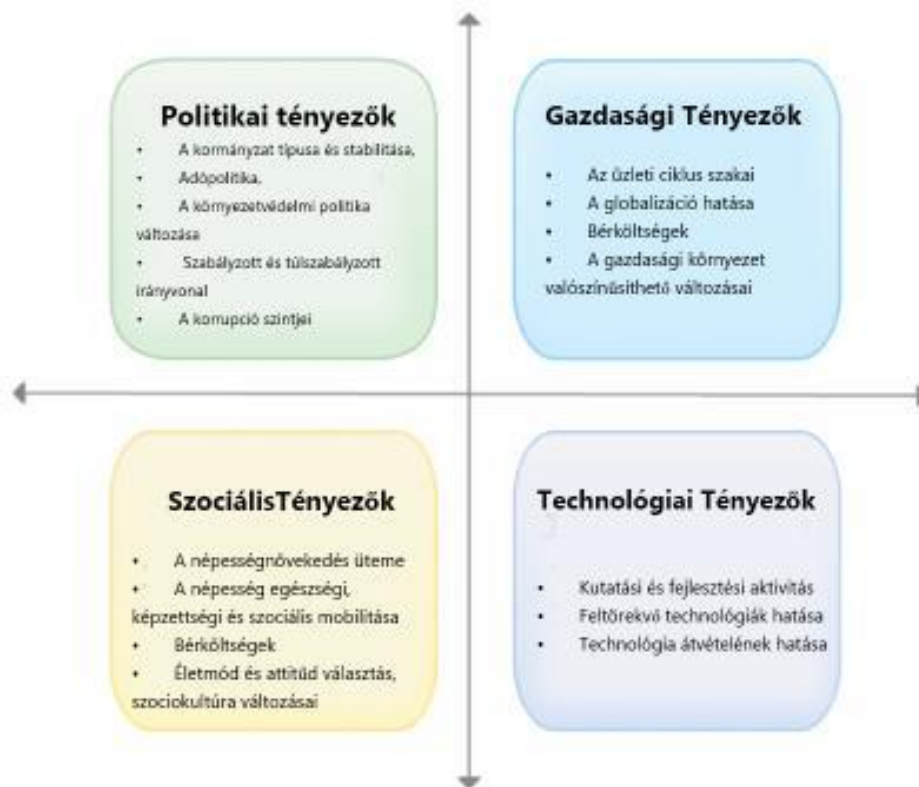 Politikai tényezők
• A kormányzat típusa és stabilitása,
• Adópolitika,
• A környezetvédelmi politika
változása
• Szabályzott és túlszabályzott
irányvonal
• A korrupció szintjei
Gazdasági Tényezők
• Az üzleti ciklus szakai
• A globalizáció hatása
• Bérköltségek
• A gazdasági környezet
valószínűsíthető változásai
SzociálisTényezők
• A népességnövekedés üteme
• A népesség egészségi,
képzettségi és szociális mobilitása
• Bérköltségek
• Életmód és attitűd választás,
szociokultúra változásai
Technológiai Tényezők
• Kutatási és fejlesztési aktivitás
• Feltörekvő technológiák hatása
• Technológia átvételének hatása